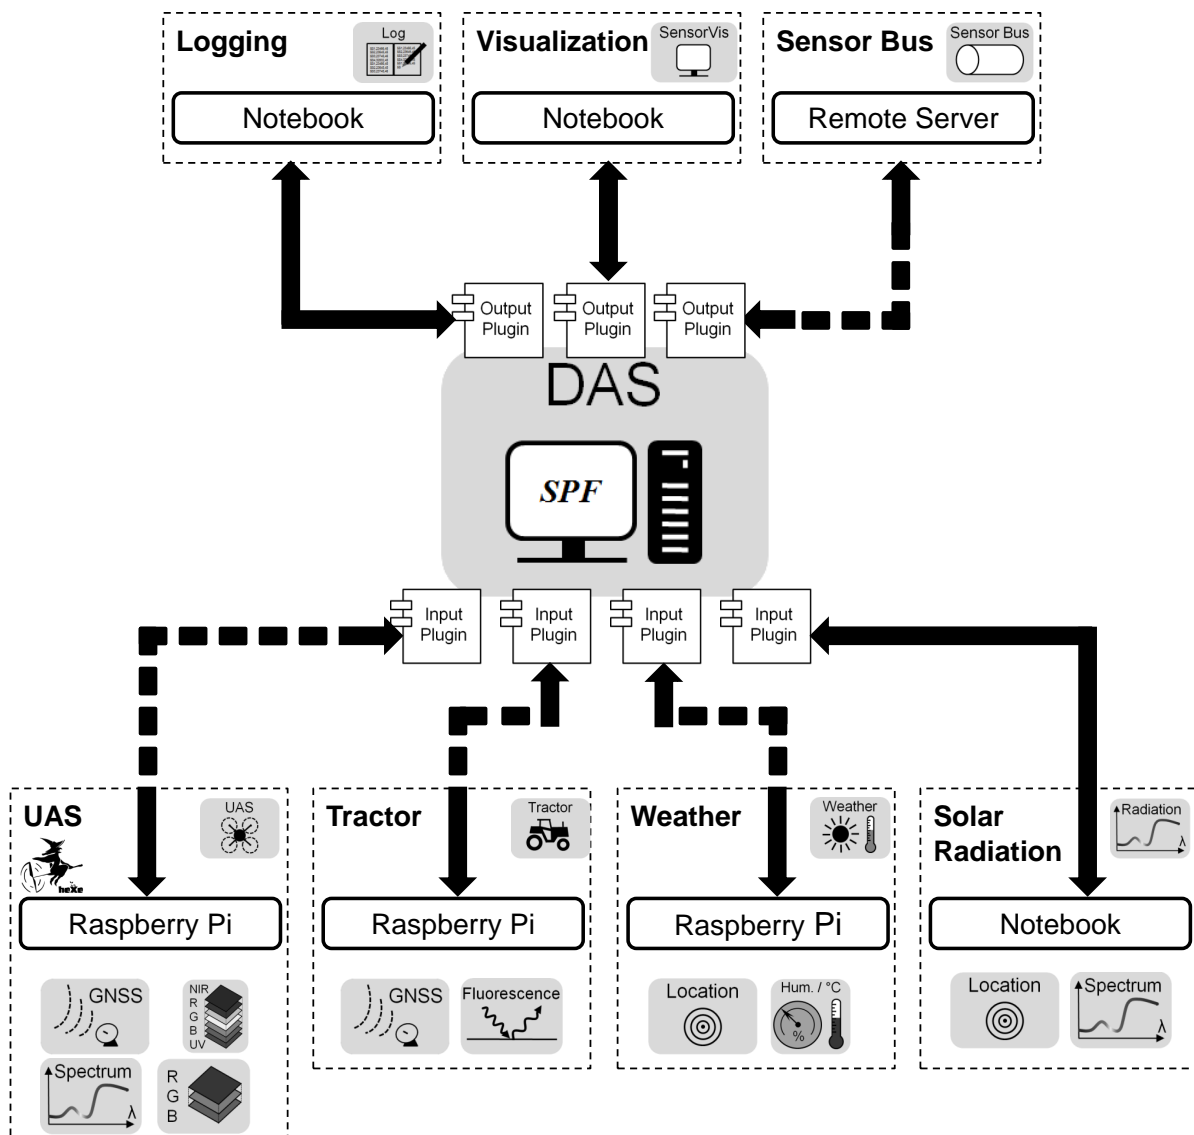 Logging
Log
Notebook
Visualization
SensorVis
Notebook
Sensor Bus
Sensor Bus
Remote Server
Output
Plugin
Output
Plugin
Output
Plugin
DAS
SPF
Input
Plugin
Input
Plugin
Input
Plugin
Input
Plugin
UAS
UAS
heXe
Raspberry Pi
GNSS
NIR
R
G
B
UV
Spectrum
λ
R
G
B
Tractor
Tractor
Raspberry Pi
GNSS
Fluorescence
Weather
Weather
Raspberry Pi
Location
Hum. / °C
%
Solar
Radiation
Radiation
λ
Notebook
Location
Spectrum
λ